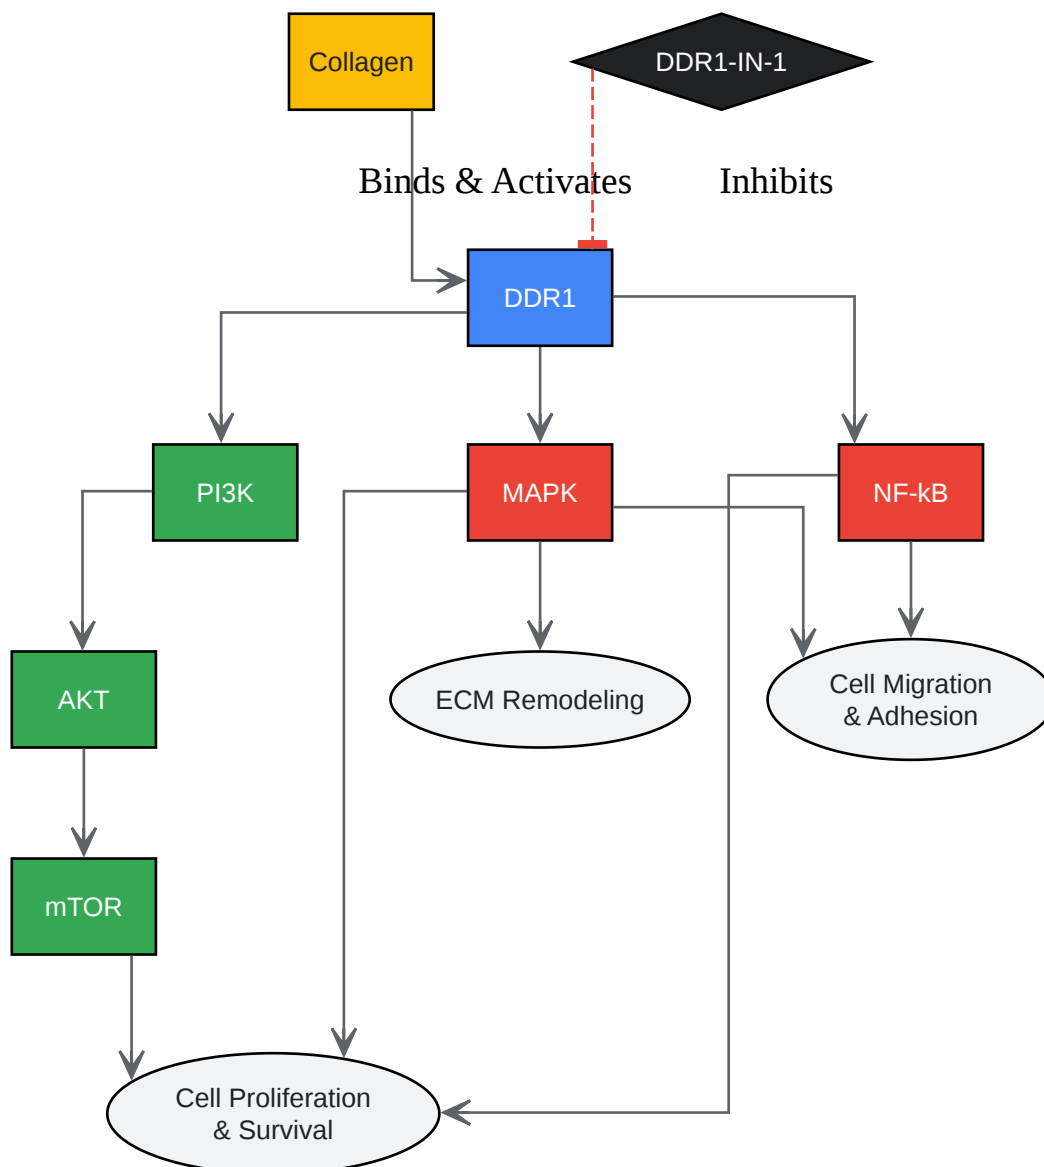 Collagen
DDR1-IN-1
Binds & Activates
Inhibits
DDR1
PI3K
MAPK
NF-kB
AKT
ECM Remodeling
Cell Migration
& Adhesion
mTOR
Cell Proliferation
& Survival